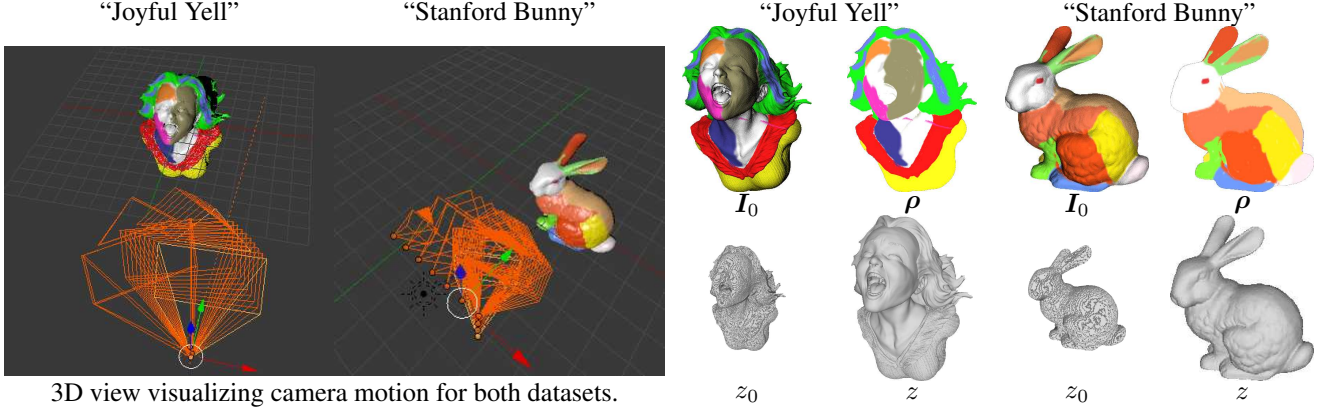 “Joyful Yell” “Stanford Bunny” “Joyful Yell” “Stanford Bunny”
I₀ ρ I₀ ρ
3D view visualizing camera motion for both datasets.
z₀ z z₀ z